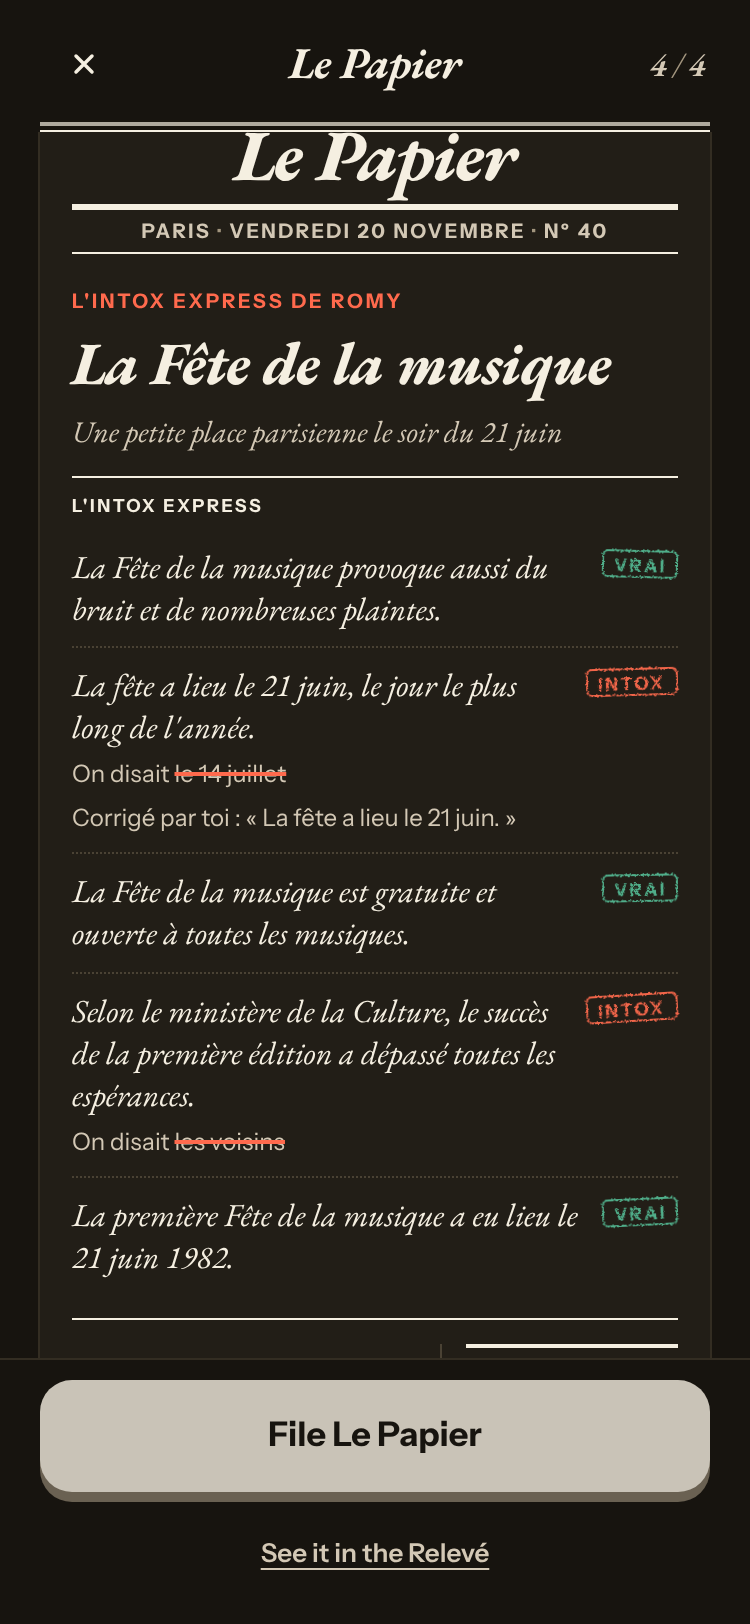 ×
Le Papier
4 / 4
Le Papier
PARIS · VENDREDI 20 NOVEMBRE · N° 40
L'INTOX EXPRESS DE ROMY
La Fête de la musique
Une petite place parisienne le soir du 21 juin
L'INTOX EXPRESS
La Fête de la musique provoque aussi du
VRAI
bruit et de nombreuses plaintes.
La fête a lieu le 21 juin, le jour le plus
INTOX
long de l'année.
On disait le 14 juillet
Corrigé par toi : « La fête a lieu le 21 juin. »
La Fête de la musique est gratuite et
VRAI
ouverte à toutes les musiques.
Selon le ministère de la Culture, le succès
INTOX
de la première édition a dépassé toutes les
espérances.
On disait les voisins
La première Fête de la musique a eu lieu le
VRAI
21 juin 1982.
File Le Papier
See it in the Relevé